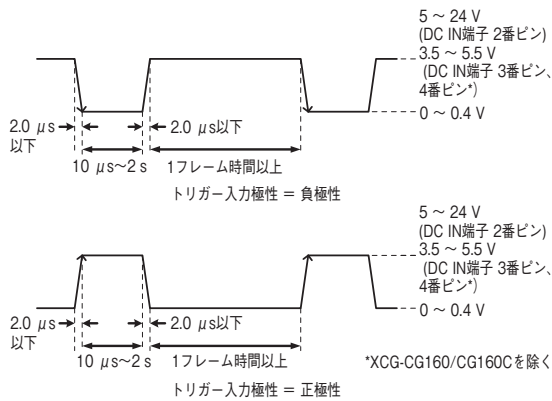 5 ~ 24 V
(DC IN端子 2番ピン)
3.5 ~ 5.5 V
(DC IN端子 3番ピン、
4番ピン*)
0 ~ 0.4 V
2.0 μs
以下
2.0 μs以下
10 μs~2 s
1フレーム時間以上
トリガー入力極性 = 負極性
5 ~ 24 V
(DC IN端子 2番ピン)
3.5 ~ 5.5 V
(DC IN端子 3番ピン、
4番ピン*)
0 ~ 0.4 V
2.0 μs
以下
2.0 μs以下
10 μs~2 s
1フレーム時間以上
*XCG-CG160/CG160Cを除く
トリガー入力極性 = 正極性